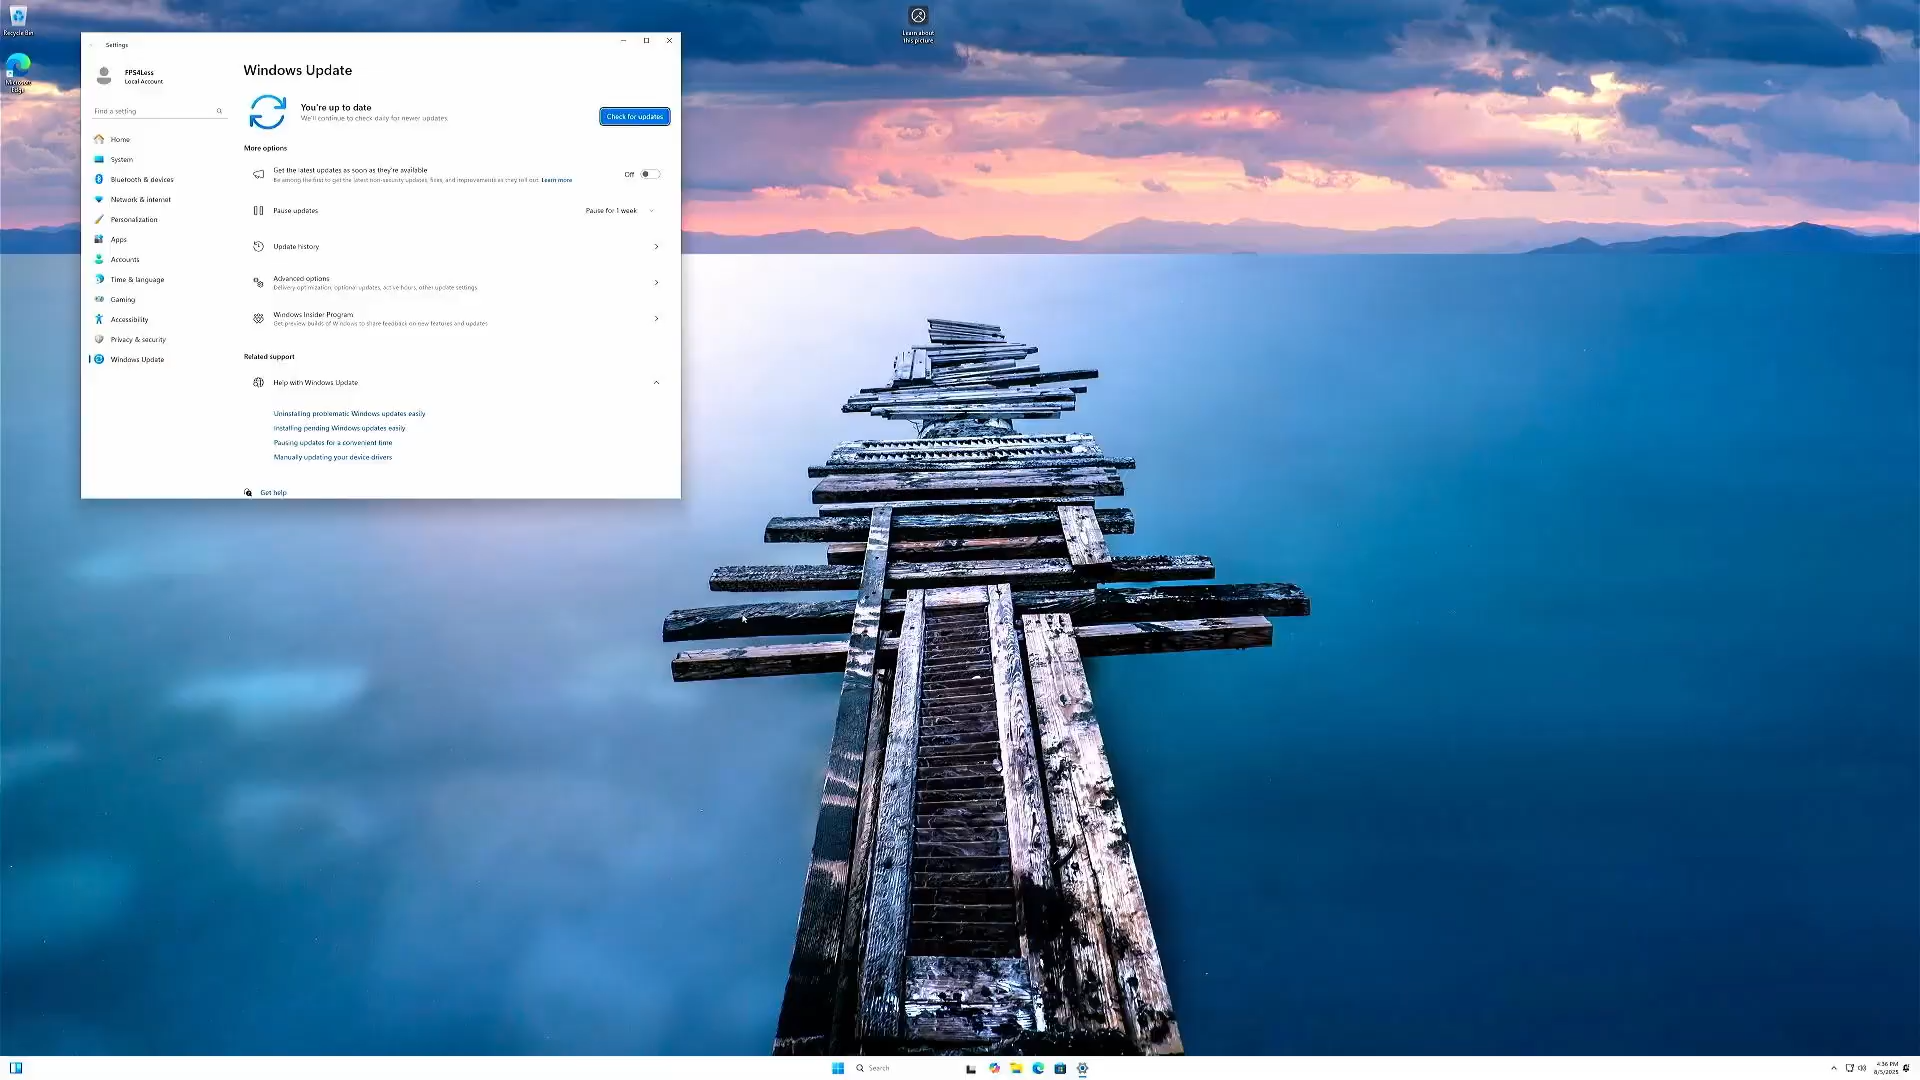 Recycle Bin
Microsoft
Edge
Learn about
this picture
Settings
FPS4Less
Local Account
Find a setting
Home
System
Bluetooth & devices
Network & internet
Personalization
Apps
Accounts
Time & language
Gaming
Accessibility
Privacy & security
Windows Update
Windows Update
You're up to date
We'll continue to check daily for newer updates.
Check for updates
More options
Get the latest updates as soon as they're available
Be among the first to get the latest non-security updates, fixes, and improvements as they roll out. Learn more
Off
Pause updates
Pause for 1 week
Update history
Advanced options
Delivery optimization, optional updates, active hours, other update settings
Windows Insider Program
Get preview builds of Windows to share feedback on new features and updates
Related support
Help with Windows Update
Uninstalling problematic Windows updates easily
Installing pending Windows updates easily
Pausing updates for a convenient time
Manually updating your device drivers
Get help
Search
4:36 PM
8/5/2025